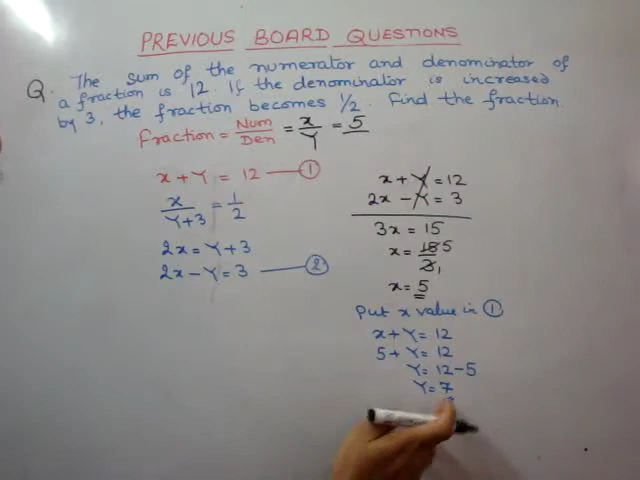 PREVIOUS BOARD QUESTIONS
Q. The sum of the numerator and denominator of
a fraction is 12. If the denominator is increased
by 3, the fraction becomes 1/2. Find the fraction.
Fraction = Num/Den = x/Y = 5
x + Y = 12 — ①
x/Y+3 = 1/2
2x = Y + 3
2x - Y = 3 — ②
x + Y = 12
2x - Y = 3
3x = 15
x = 15/3 5 1
x = 5
Put x value in ①
x + Y = 12
5 + Y = 12
Y = 12 - 5
Y = 7